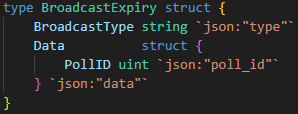 type BroadcastExpiry struct {
    BroadcastType string `json:"type"`
    Data          struct {
        PollID uint `json:"poll_id"`
    } `json:"data"`
}